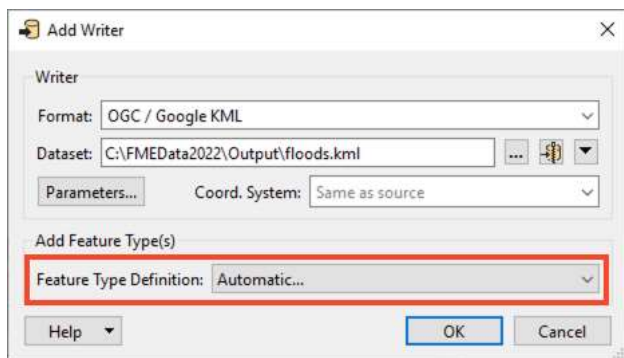 Add Writer
Writer
Format: OGC / Google KML
Dataset: C:\FMEData2022\Output\floods.kml ...
Parameters... Coord. System: Same as source
Add Feature Type(s)
Feature Type Definition: Automatic...
Help OK Cancel